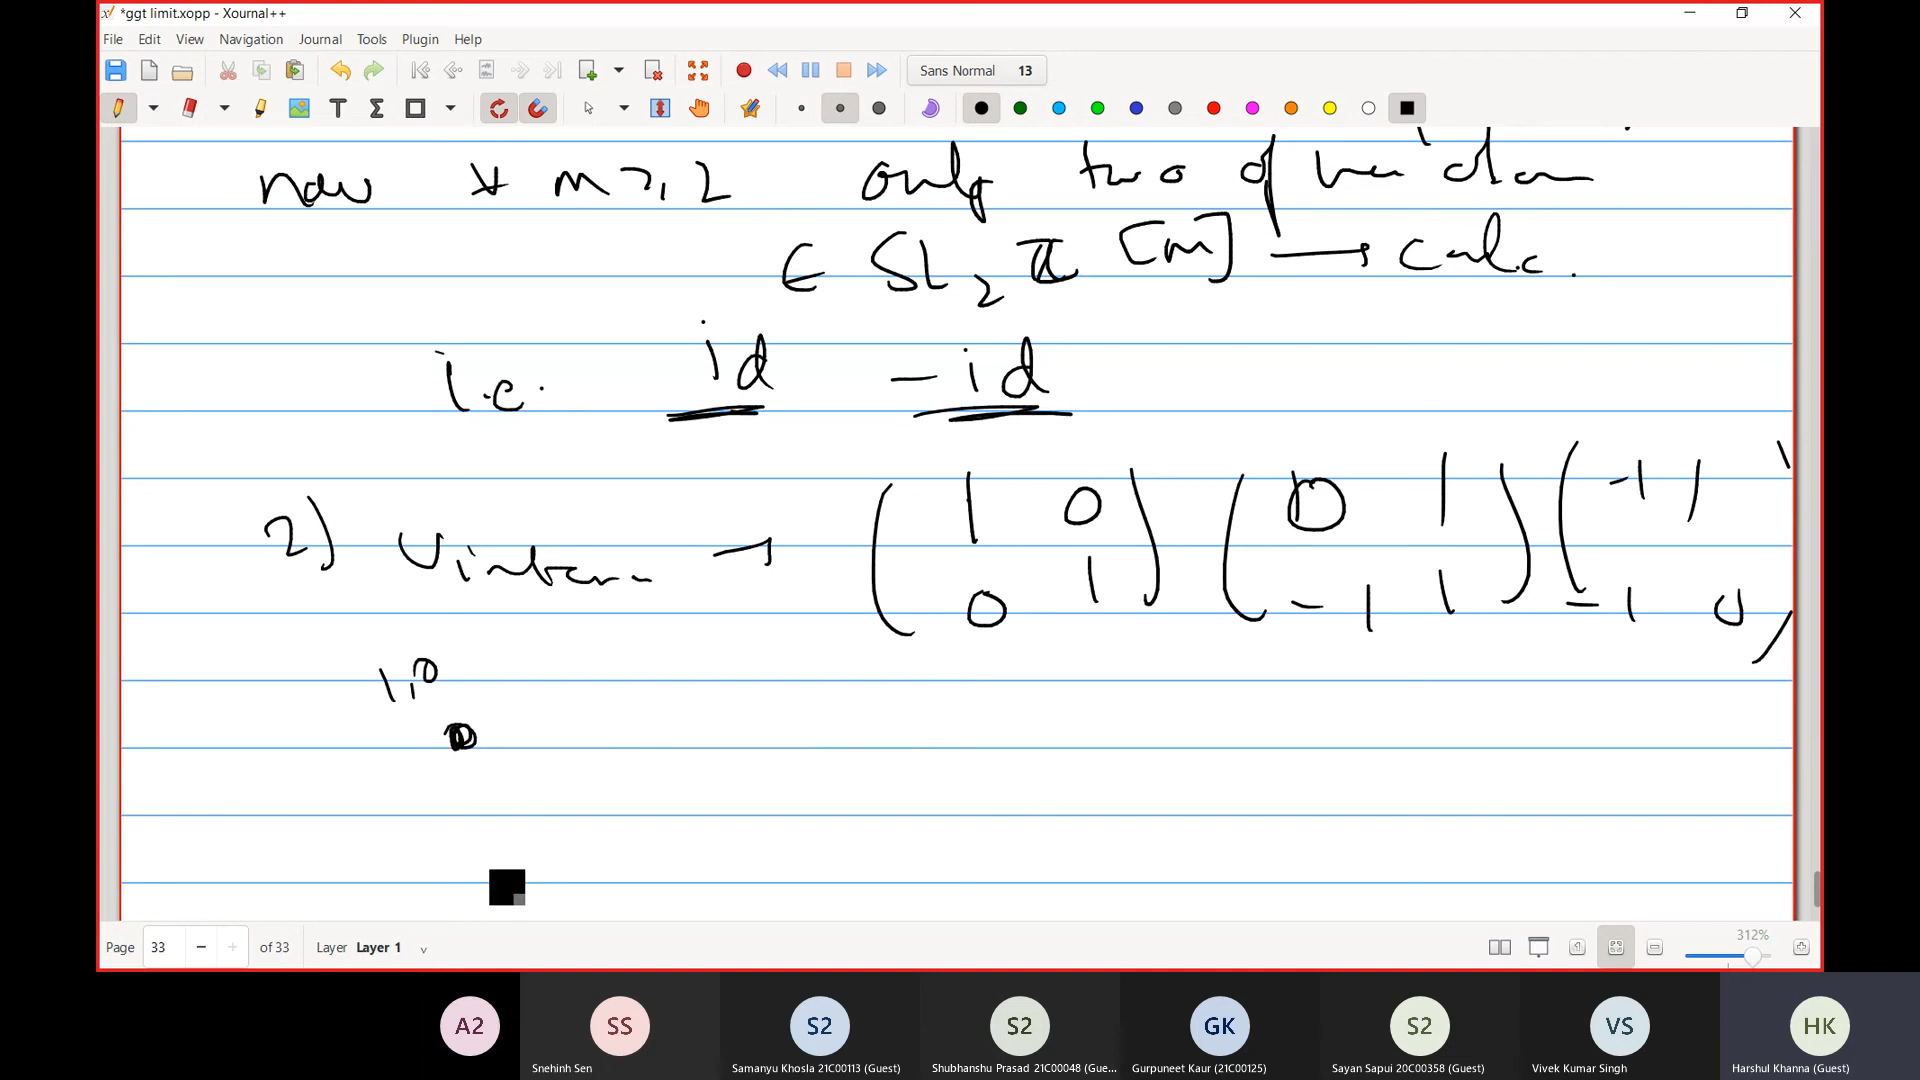 *ggt limit.xopp - Xournal++
File Edit View Navigation Journal Tools Plugin Help
Sans Normal 13
now ∀ m ≥ 2 only two of
∈ SL₂ ℤ [m] → calc.
i.e. id -id
2) → ( 1 0 ) ( 0 1 ) ( -1 1
0 1 -1 1 -1 0 )
1,0
Page 33 - + of 33 Layer Layer 1 312%
A2 SS S2 S2 GK S2 VS HK
Snehinh Sen Samanyu Khosla 21C00113 (Guest) Shubhanshu Prasad 21C00048 (Gue... Gurpuneet Kaur (21C00125) Sayan Sapui 20C00358 (Guest) Vivek Kumar Singh Harshul Khanna (Guest)